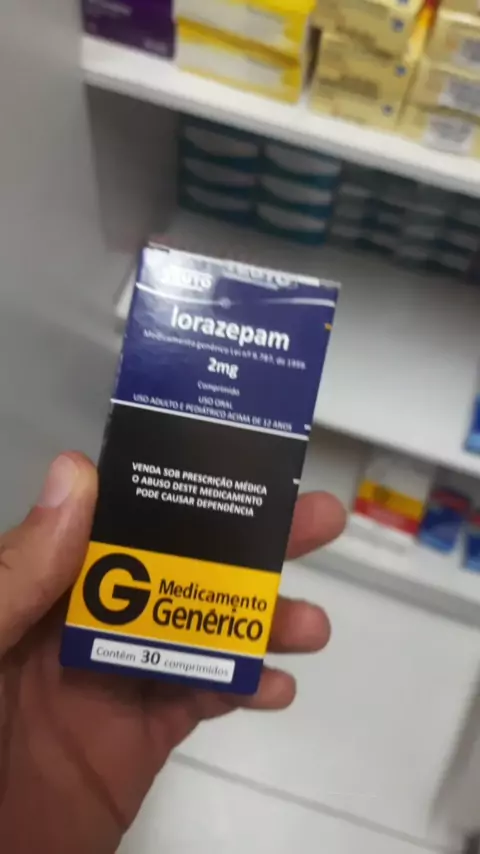 lorazepam
Medicamento genérico Lei nº 9.787, de 1999
2mg
Comprimido
USO ORAL
USO ADULTO E PEDIÁTRICO ACIMA DE 12 ANOS
VENDA SOB PRESCRIÇÃO MÉDICA
O ABUSO DESTE MEDICAMENTO
PODE CAUSAR DEPENDÊNCIA
G Medicamento
Genérico
Contém 30 comprimidos